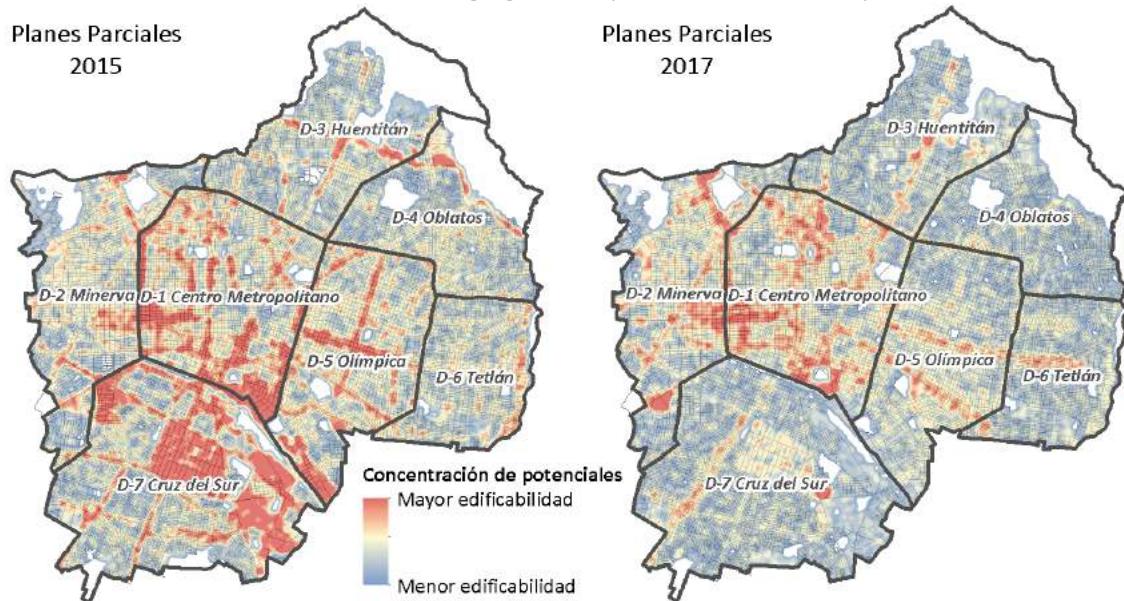 Planes Parciales
2015
D-3 Huentitán
D-4 Oblatos
D-2 Minerva
D-1 Centro Metropolitano
D-5 Olímpica
D-6 Tetlán
D-7 Cruz del Sur
Concentración de potenciales
Mayor edificabilidad
Menor edificabilidad
Planes Parciales
2017
D-3 Huentitán
D-4 Oblatos
D-2 Minerva
D-1 Centro Metropolitano
D-5 Olímpica
D-6 Tetlán
D-7 Cruz del Sur